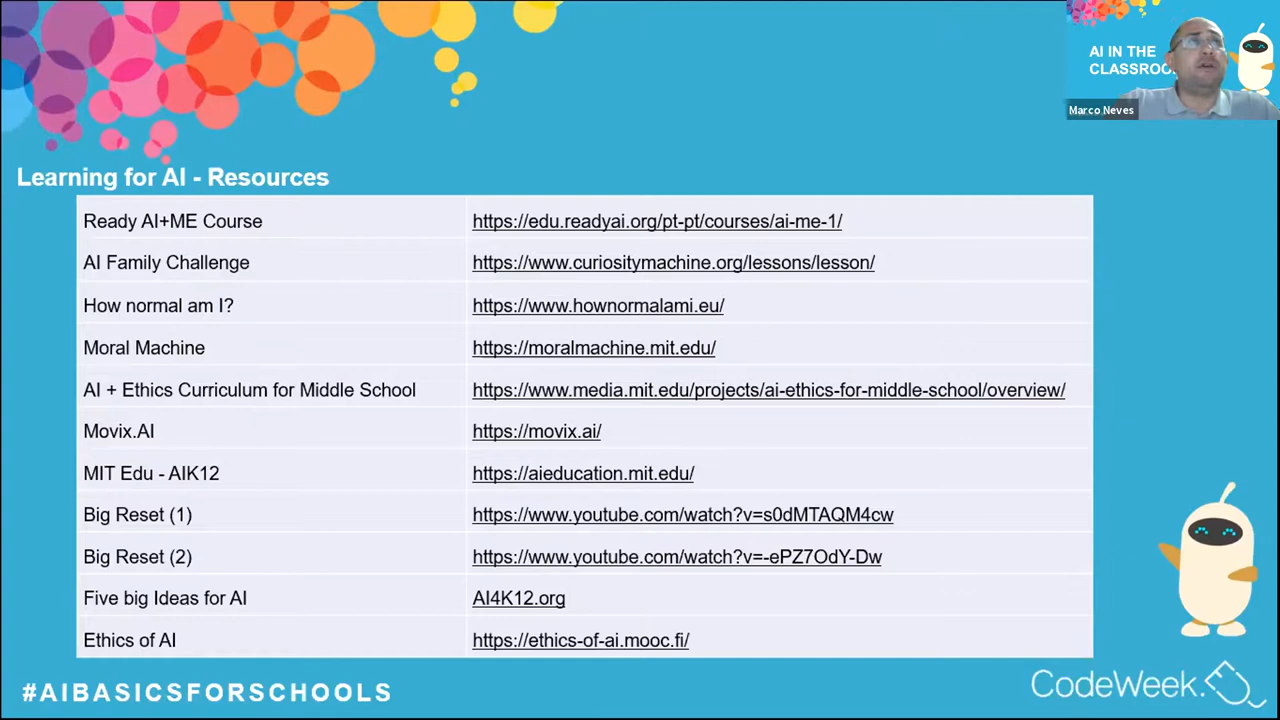 AI IN THE
CLASSROO
Marco Neves
Learning for AI - Resources
Ready AI+ME Course https://edu.readyai.org/pt-pt/courses/ai-me-1/
AI Family Challenge https://www.curiositymachine.org/lessons/lesson/
How normal am I? https://www.hownormalami.eu/
Moral Machine https://moralmachine.mit.edu/
AI + Ethics Curriculum for Middle School https://www.media.mit.edu/projects/ai-ethics-for-middle-school/overview/
Movix.AI https://movix.ai/
MIT Edu - AIK12 https://aieducation.mit.edu/
Big Reset (1) https://www.youtube.com/watch?v=s0dMTAQM4cw
Big Reset (2) https://www.youtube.com/watch?v=-ePZ7OdY-Dw
Five big Ideas for AI AI4K12.org
Ethics of AI https://ethics-of-ai.mooc.fi/
#AIBASICSFORSCHOOLS
CodeWeek.